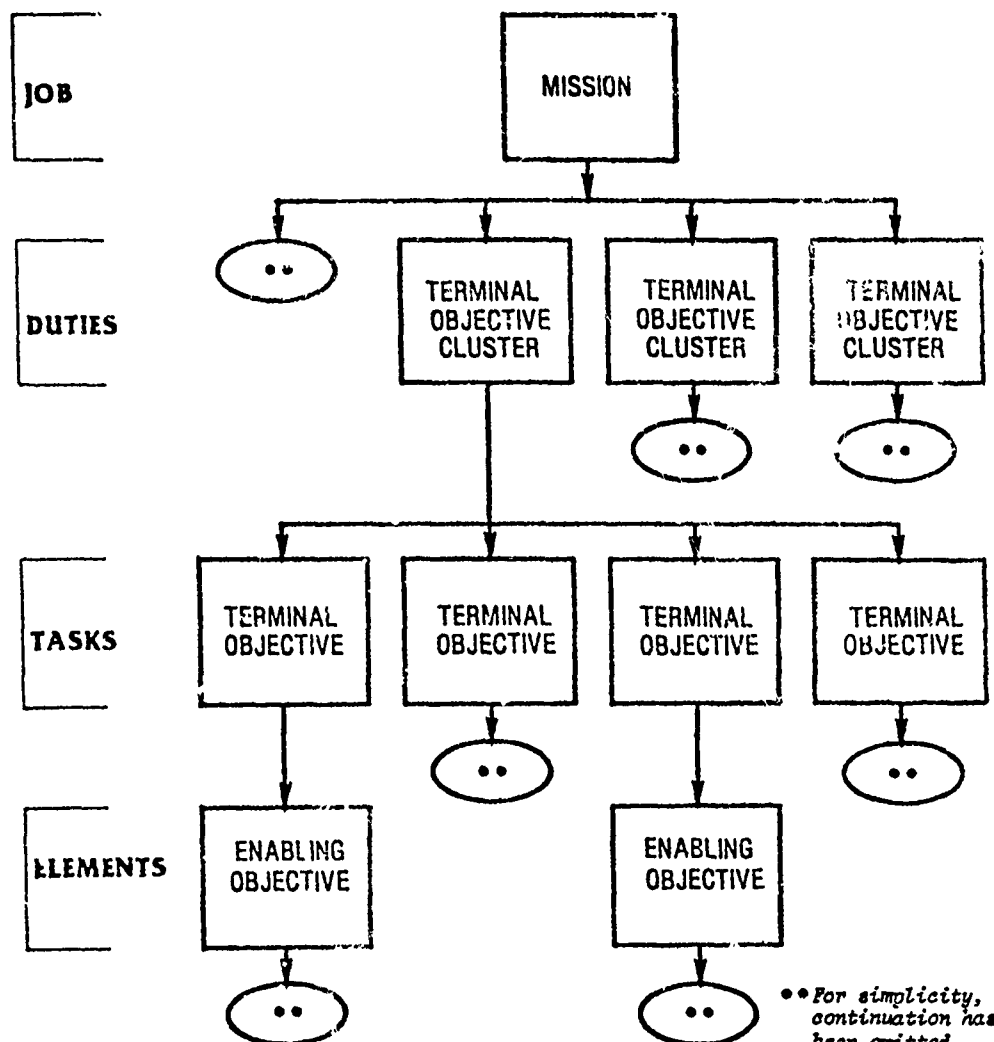 JOB
MISSION
••
DUTIES
TERMINAL
OBJECTIVE
CLUSTER
TERMINAL
OBJECTIVE
CLUSTER
TERMINAL
OBJECTIVE
CLUSTER
••
••
TASKS
TERMINAL
OBJECTIVE
TERMINAL
OBJECTIVE
TERMINAL
OBJECTIVE
TERMINAL
OBJECTIVE
••
••
ELEMENTS
ENABLING
OBJECTIVE
ENABLING
OBJECTIVE
••
••
•• For simplicity,
continuation has
been omitted